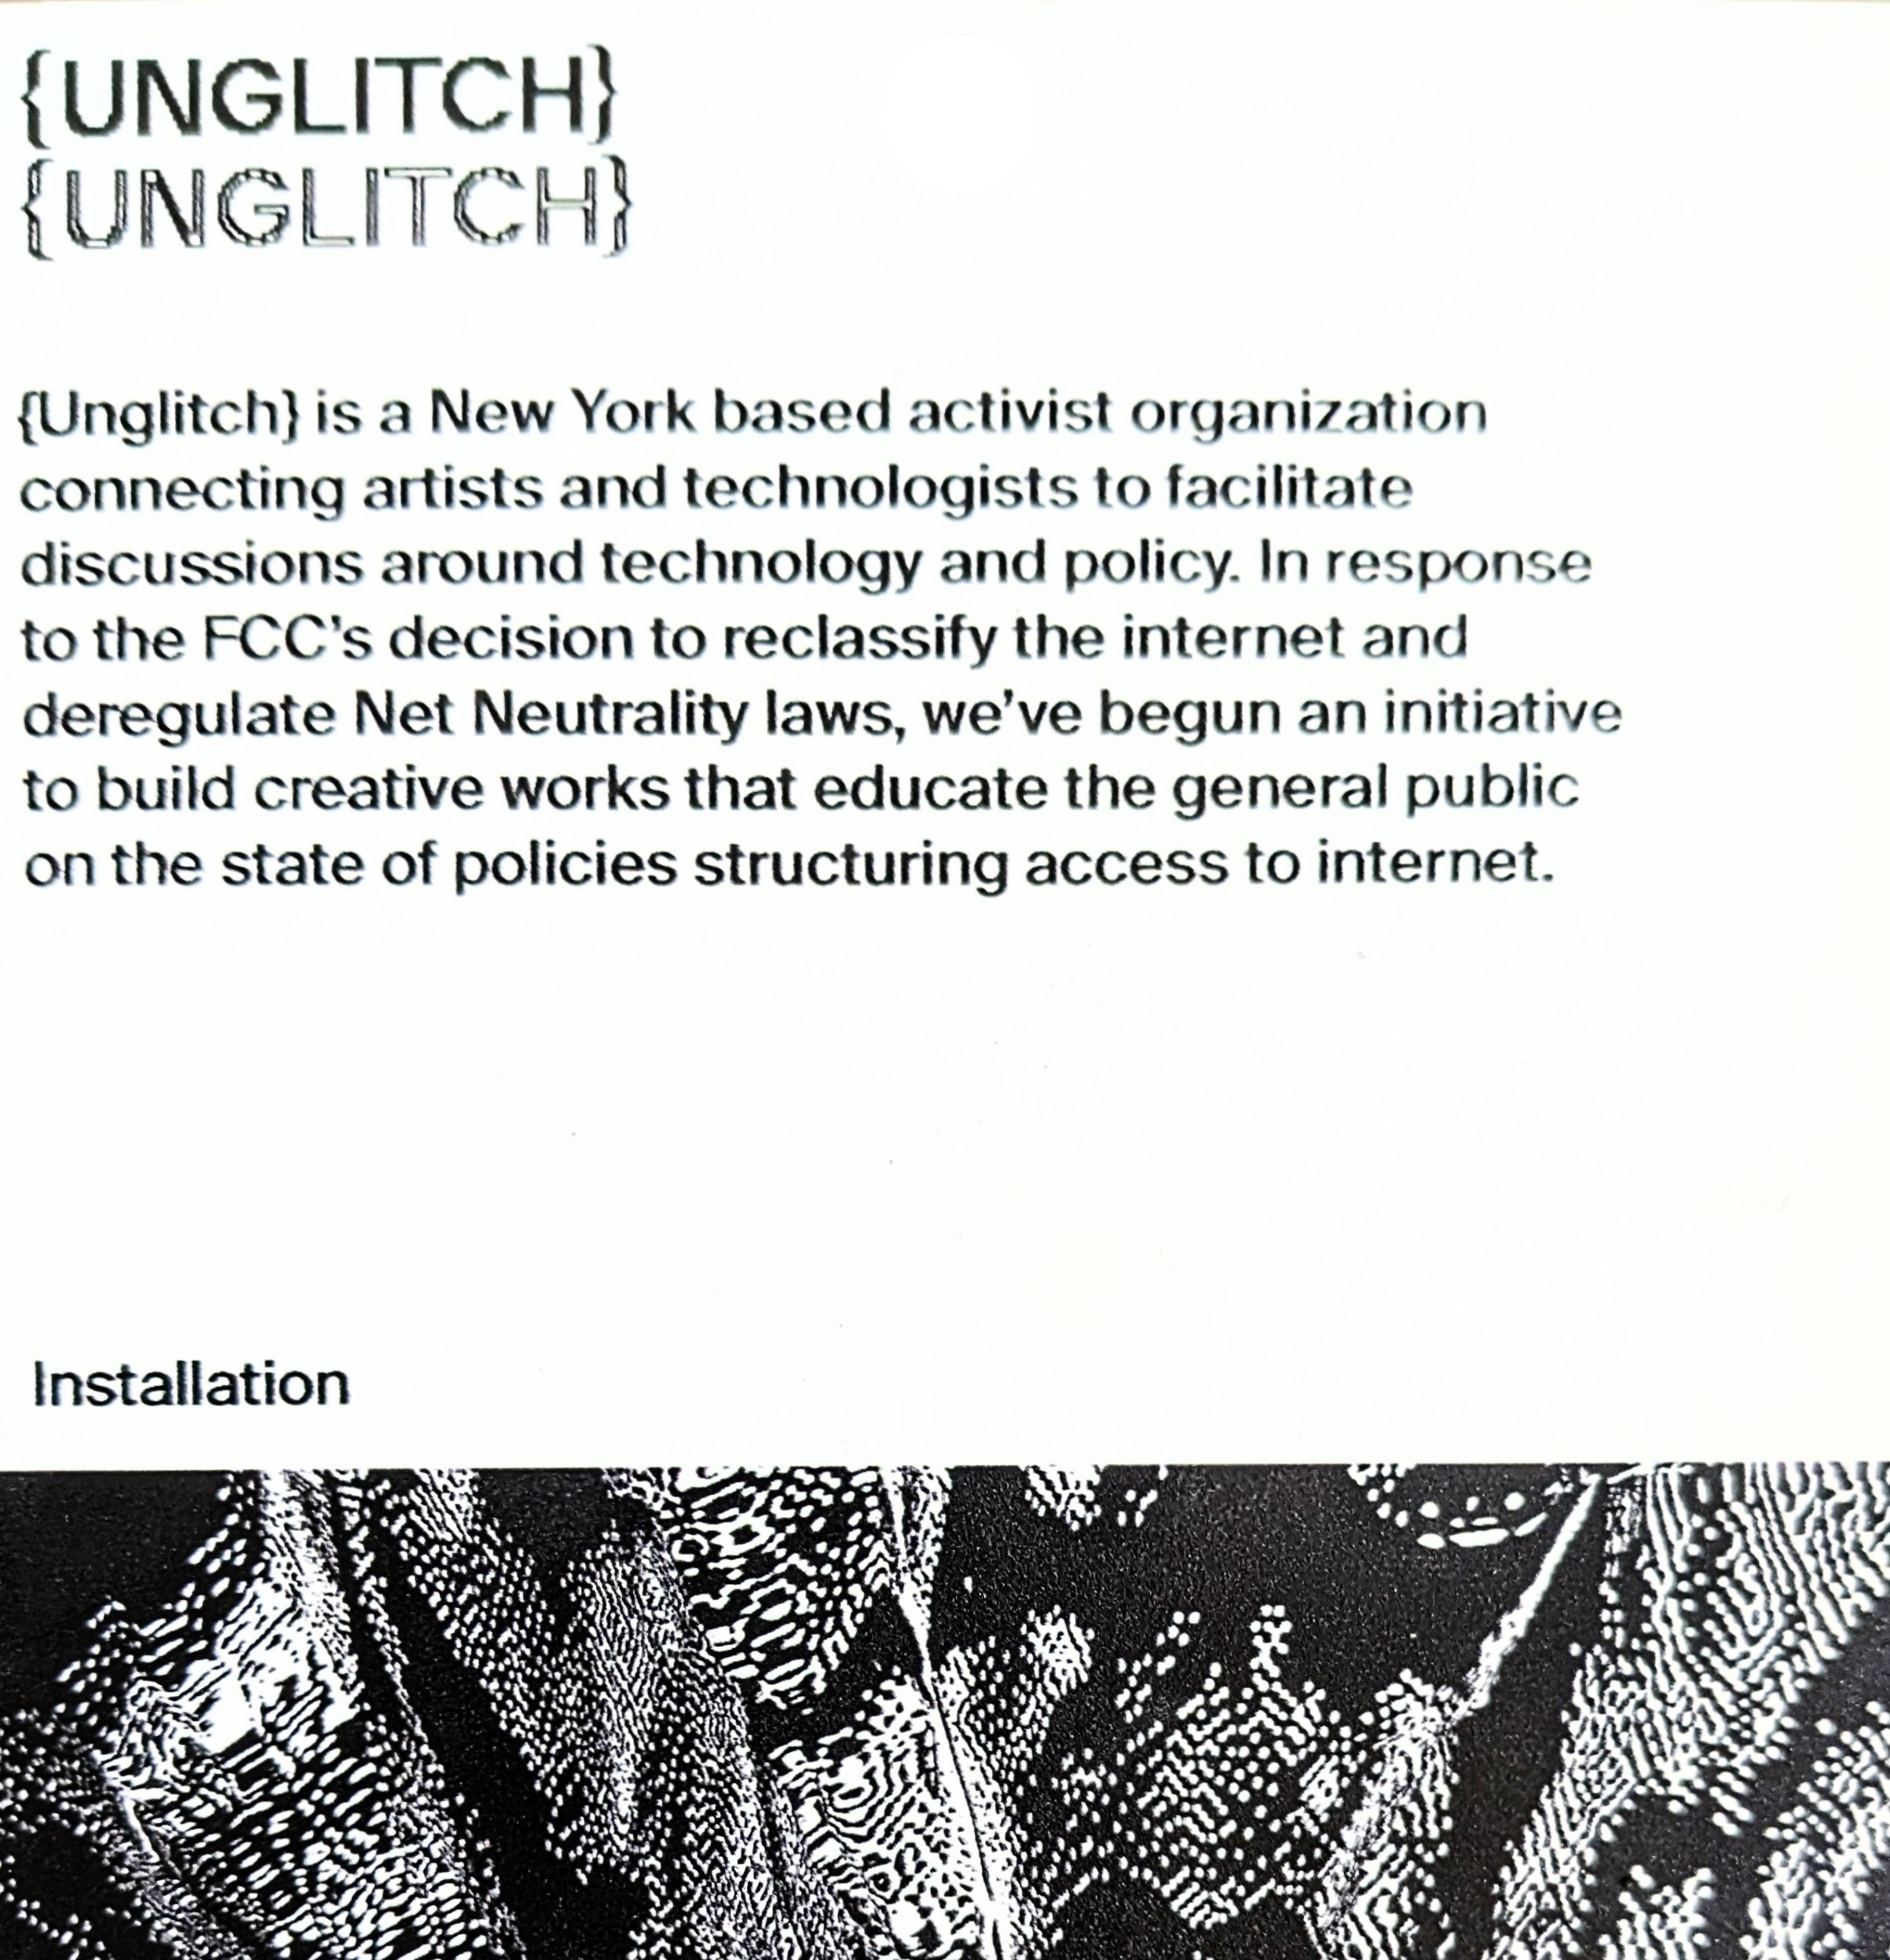 {UNGLITCH}
{UNGLITCH}
{Unglitch} is a New York based activist organization
connecting artists and technologists to facilitate
discussions around technology and policy. In response
to the FCC's decision to reclassify the internet and
deregulate Net Neutrality laws, we've begun an initiative
to build creative works that educate the general public
on the state of policies structuring access to internet.
Installation